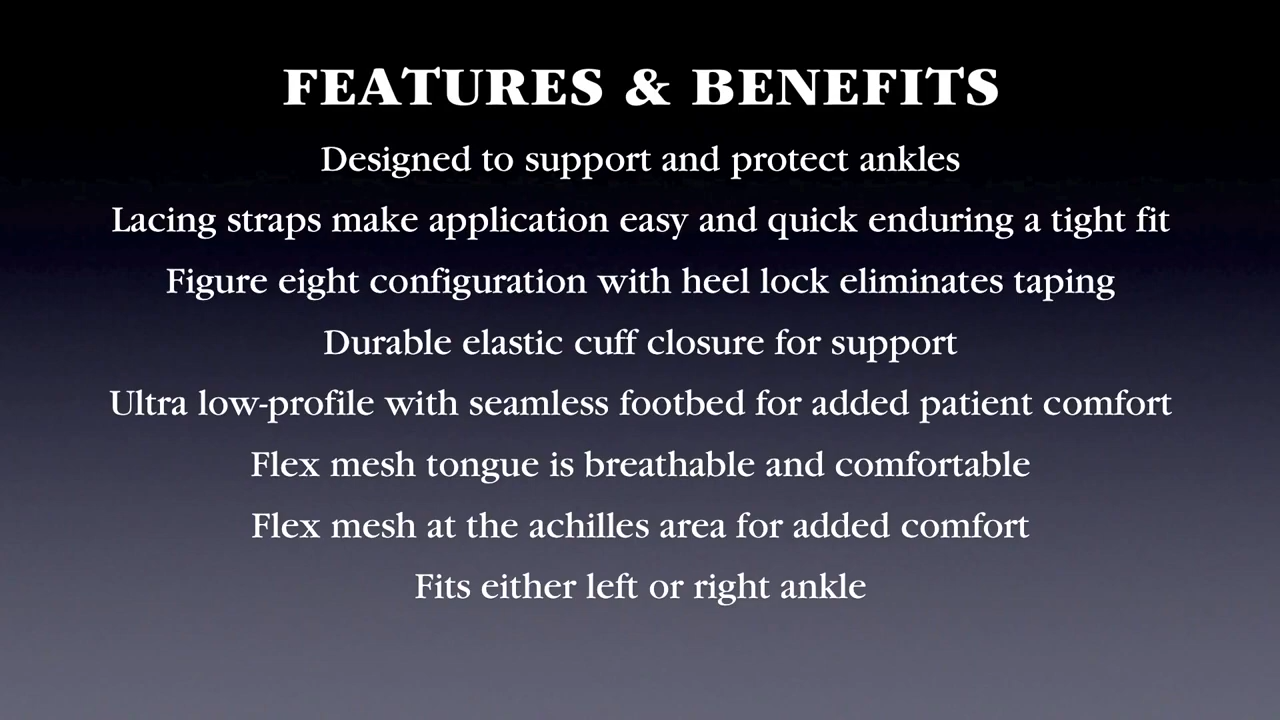 FEATURES & BENEFITS
Designed to support and protect ankles
Lacing straps make application easy and quick enduring a tight fit
Figure eight configuration with heel lock eliminates taping
Durable elastic cuff closure for support
Ultra low-profile with seamless footbed for added patient comfort
Flex mesh tongue is breathable and comfortable
Flex mesh at the achilles area for added comfort
Fits either left or right ankle